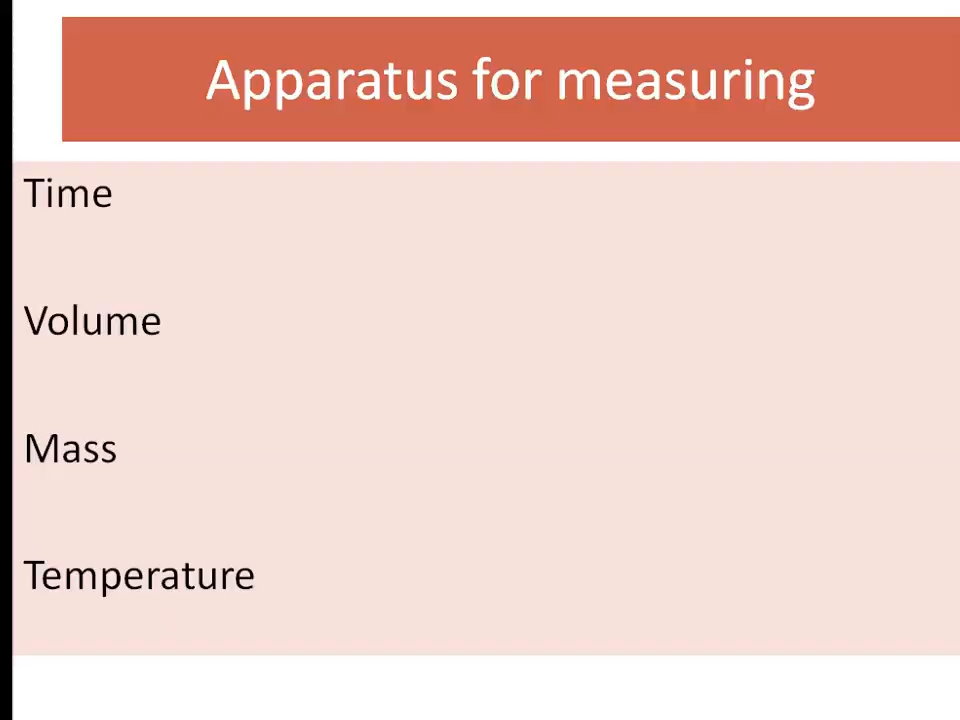 Apparatus for measuring
Time
Volume
Mass
Temperature